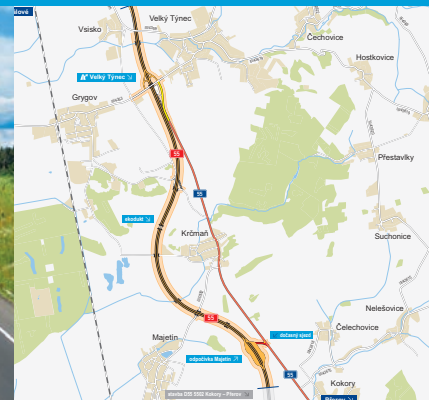 Velký Týnec
Vsisko
Čechovice
Hostkovice
Velký Týnec
Grygov
55
Přestavlky
55
ekodukt
Krčmaň
Suchonice
Nelešovice
55
Čelechovice
dočasný sjezd
Majetín
odpočívka Majetín
55
Kokory
stavba D55 5502 Kokory – Přerov
Přerov